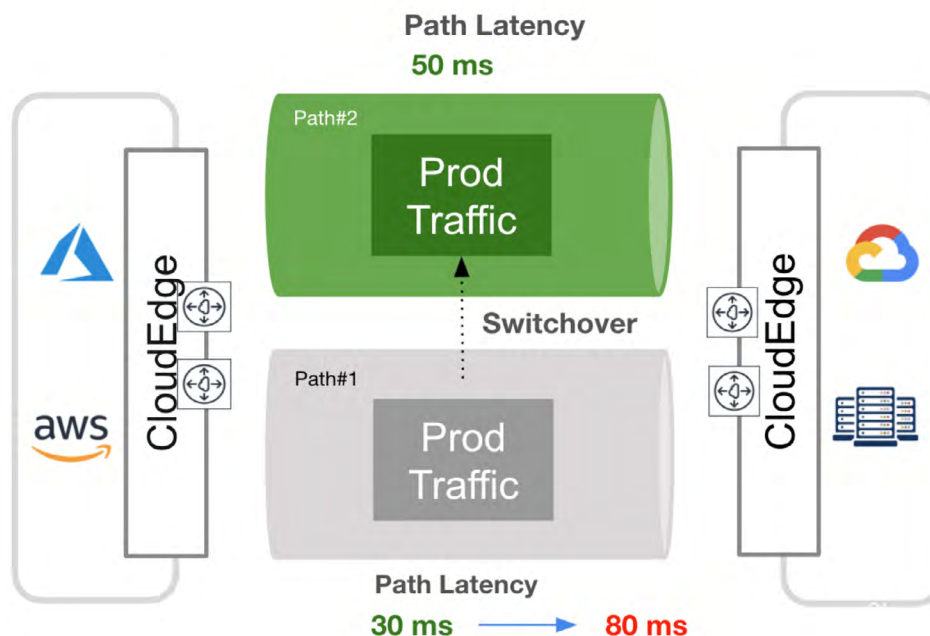 Path Latency
50 ms
Path#2
Prod
Traffic
CloudEdge
CloudEdge
Switchover
Path#1
aws
Prod
Traffic
Path Latency
30 ms
80 ms